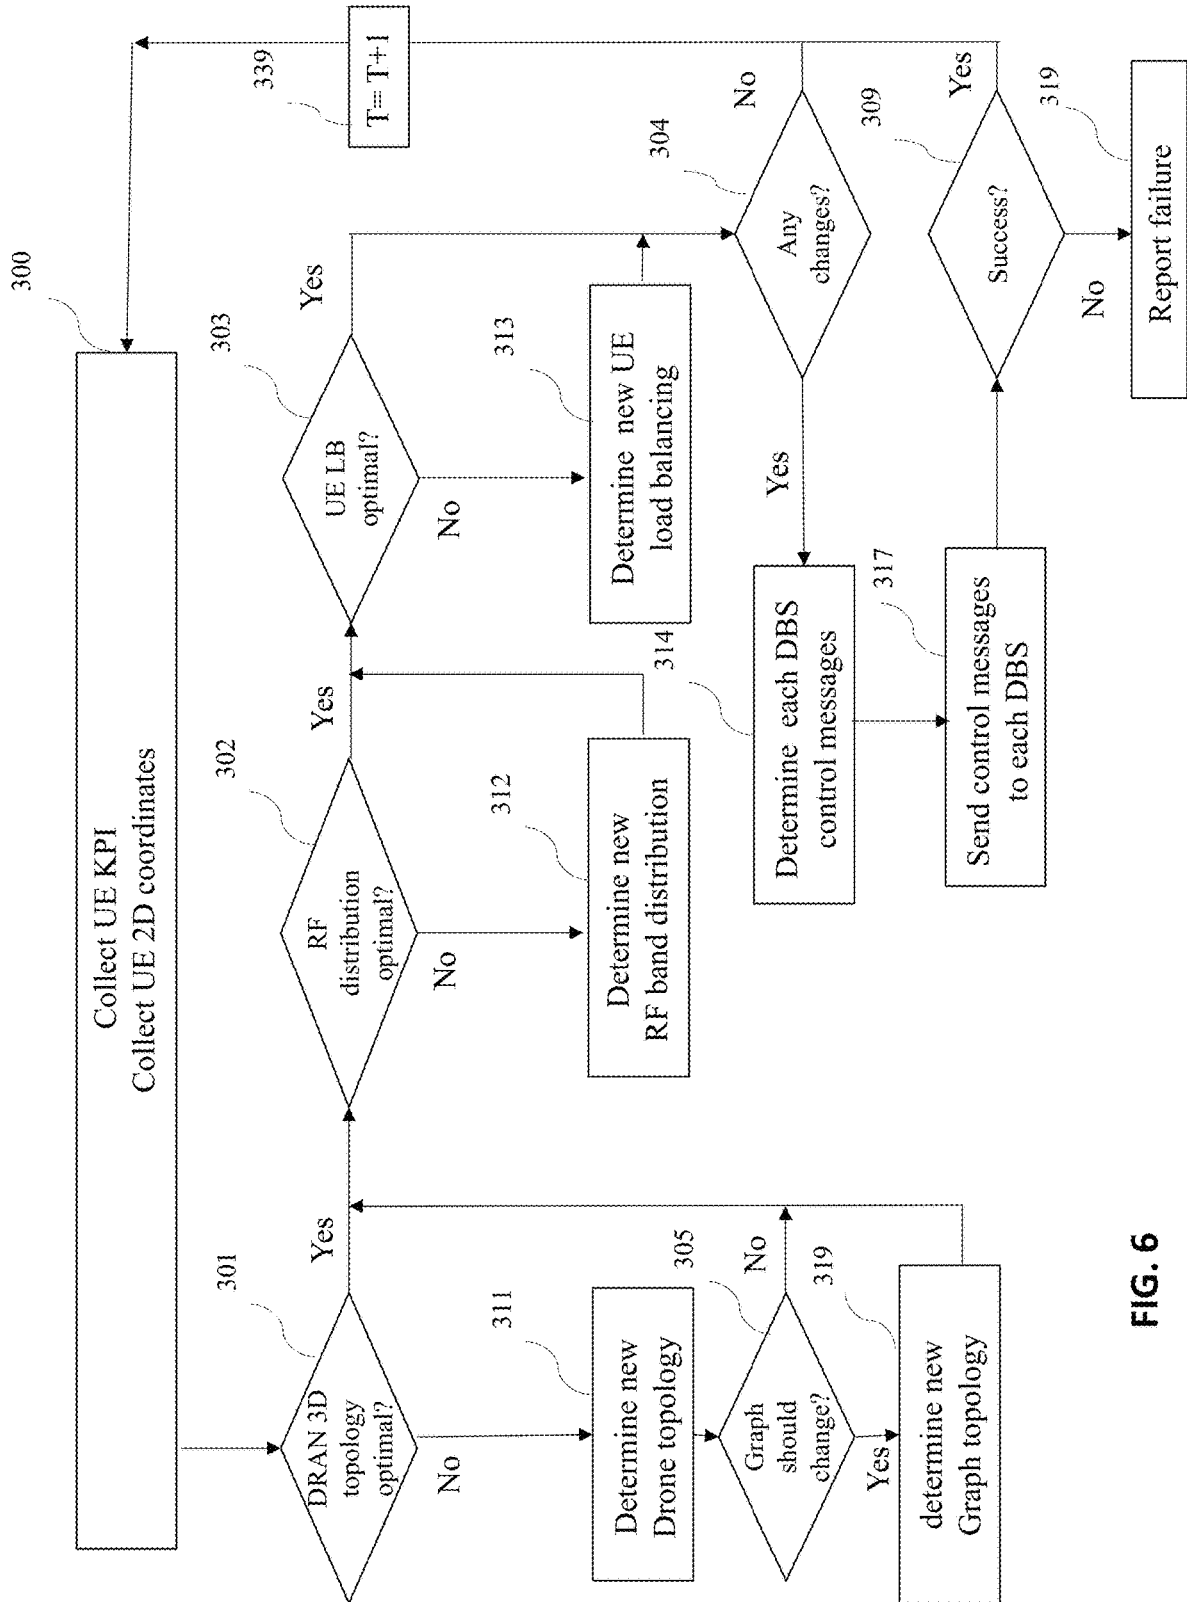 300
Collect UE KPI
Collect UE 2D coordinates
339
T= T+1
301
DRAN 3D
topology
optimal?
Yes
No
302
RF
distribution
optimal?
Yes
No
303
UE LB
optimal?
Yes
No
311
Determine new
Drone topology
312
Determine new
RF band distribution
313
Determine new UE
load balancing
304
Any
changes?
No
Yes
305
Graph
should
change?
No
Yes
319
determine new
Graph topology
314
Determine each DBS
control messages
317
Send control messages
to each DBS
309
Success?
Yes
No
319
Report failure
FIG. 6